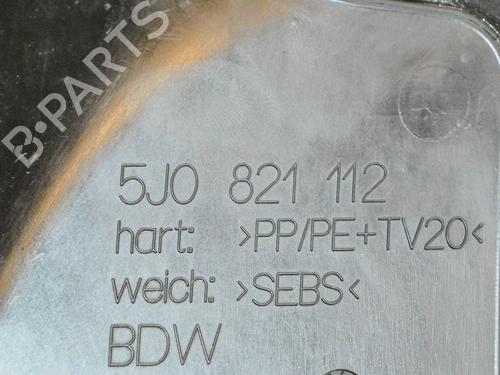 B-PARTS
5J0 821 112
hart: >PP/PE+TV20<
weich: >SEBS<
BDW